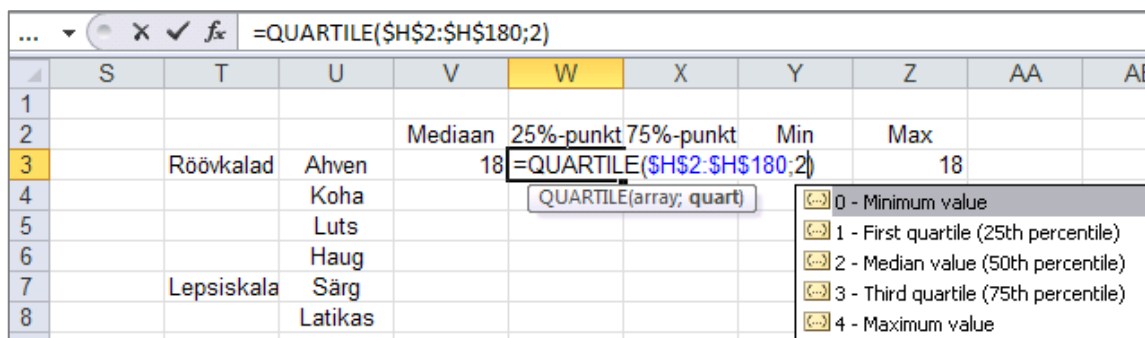 ... fx =QUARTILE($H$2:$H$180;2)
S T U V W X Y Z AA AE
1
2 Mediaan 25%-punkt 75%-punkt Min Max
3 Röövkalad Ahven 18 =QUARTILE($H$2:$H$180;2) 18
4 Koha QUARTILE(array; quart) 0 - Minimum value
5 Luts 1 - First quartile (25th percentile)
6 Haug 2 - Median value (50th percentile)
7 Lepsiskala Särg 3 - Third quartile (75th percentile)
8 Latikas 4 - Maximum value